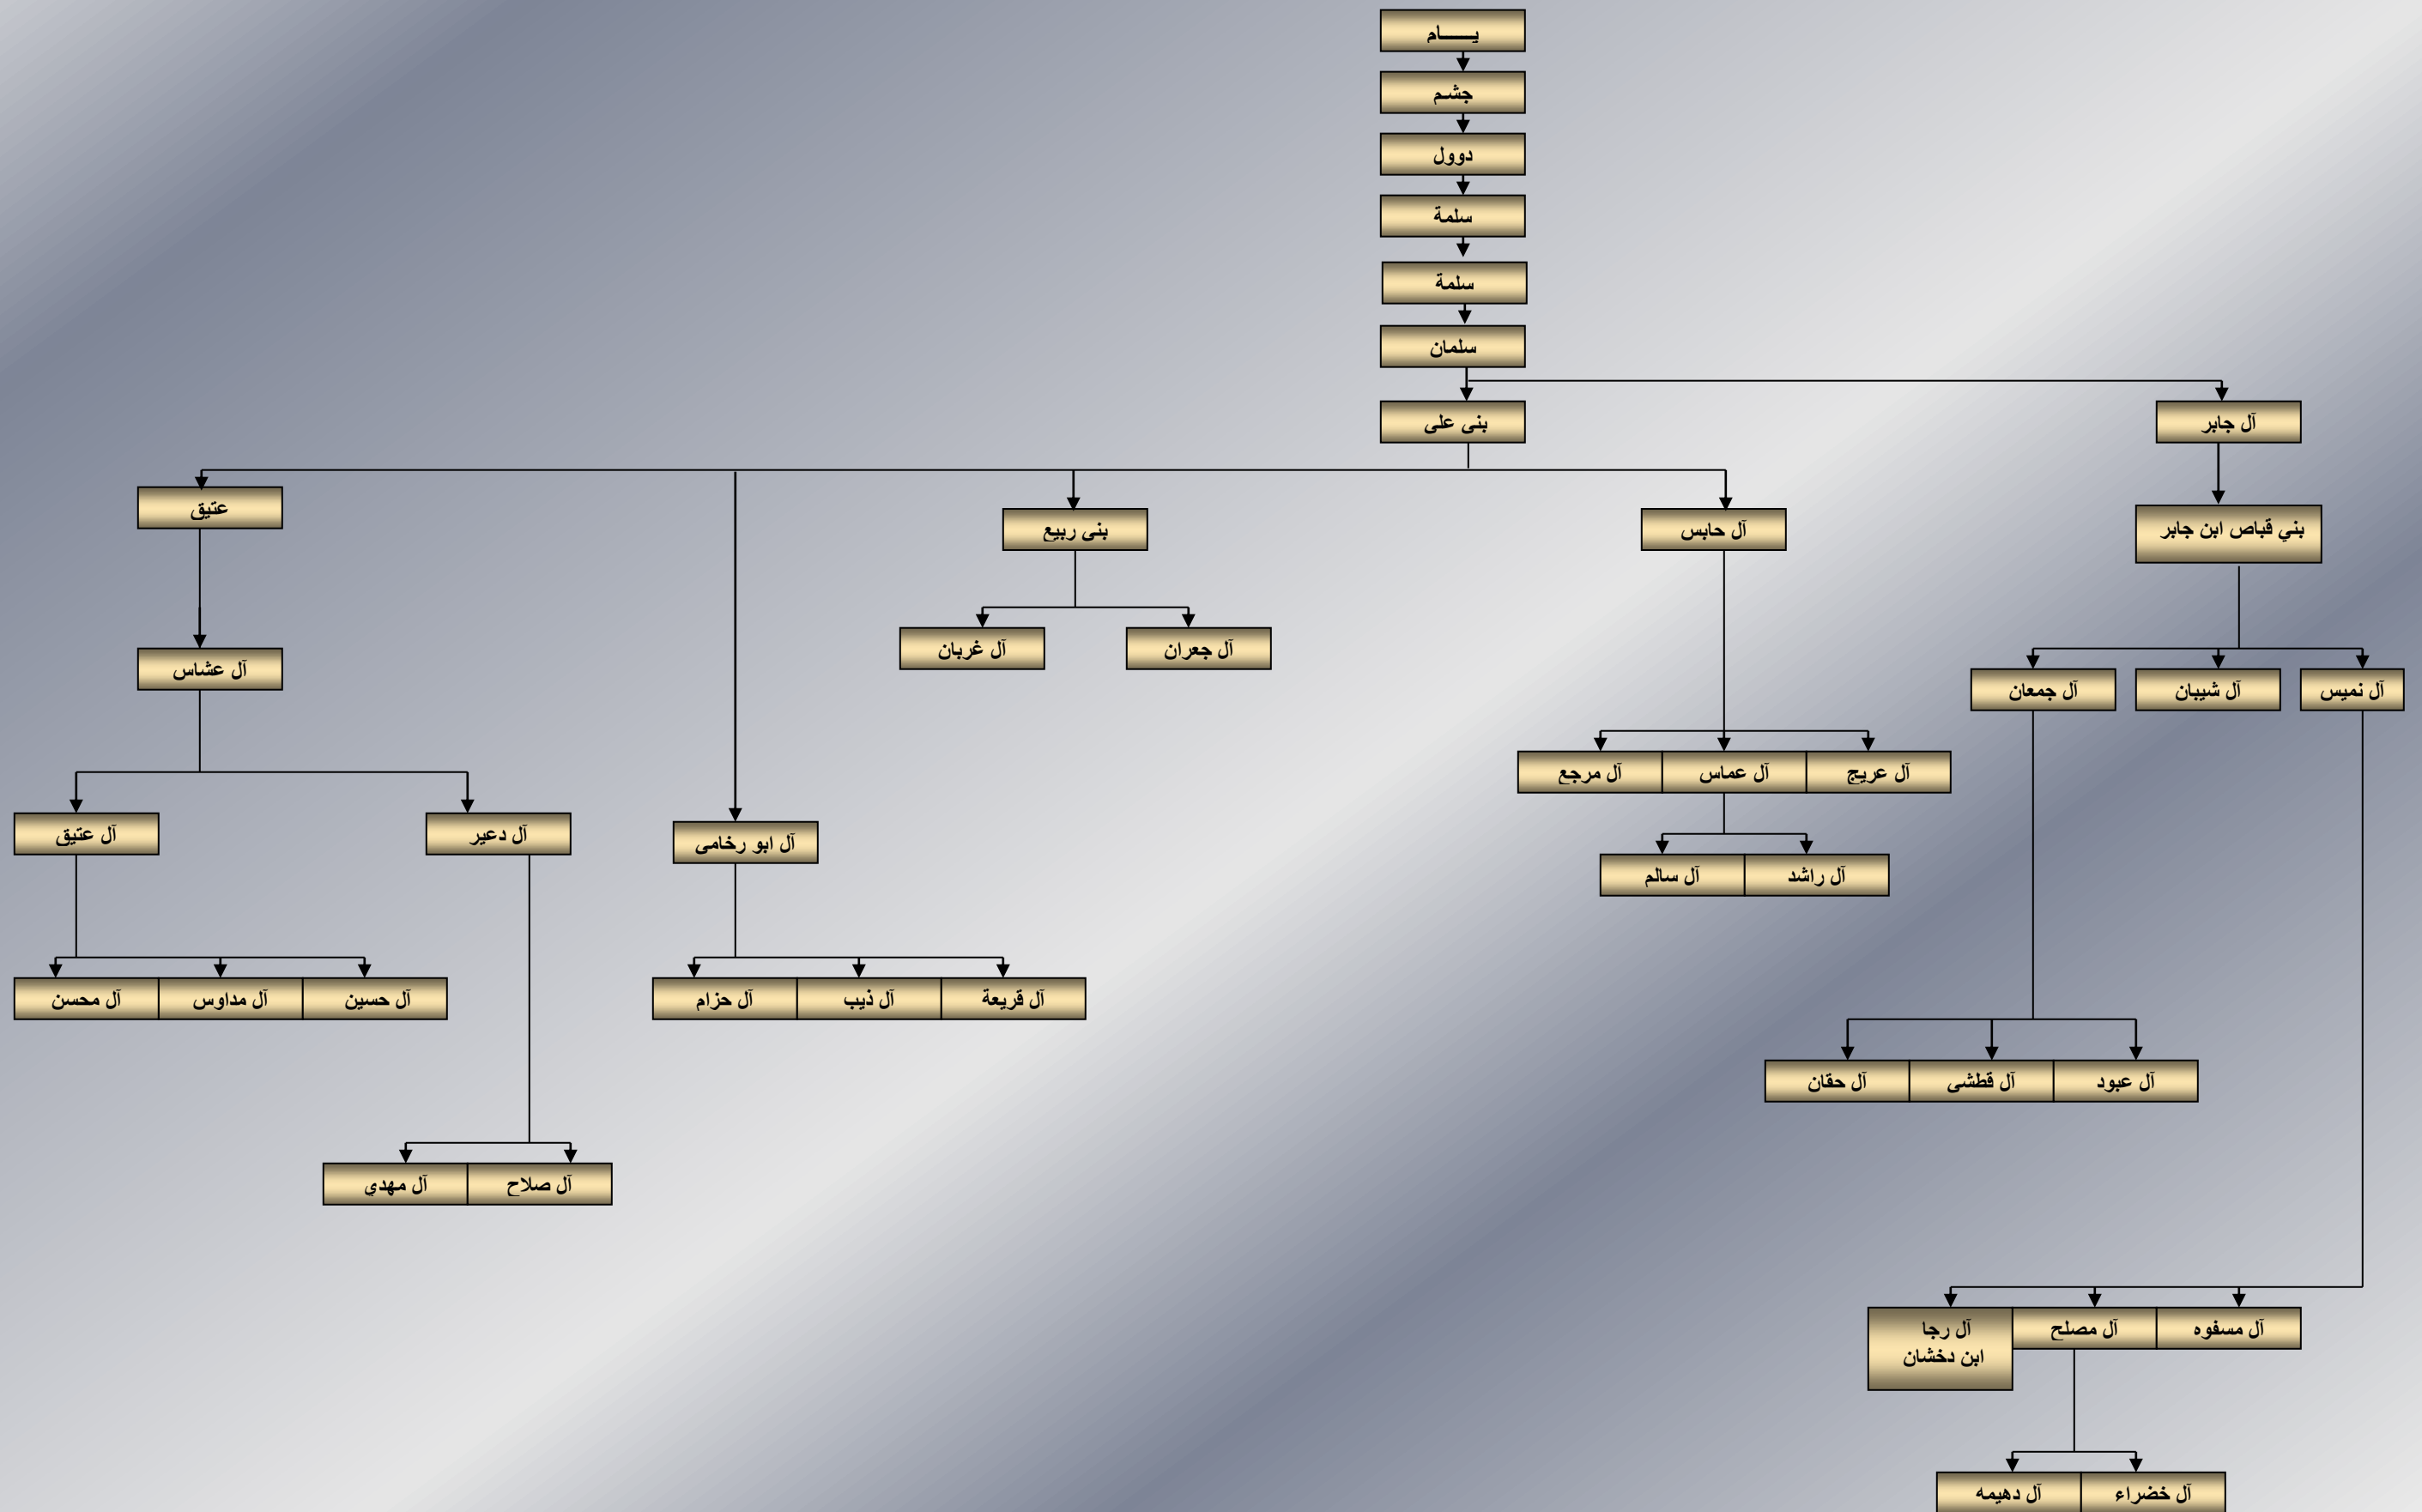 يـــــام
جشم
دوول
سلمة
سلمة
سلمان
آل جابر
بنى على
عتيق
بني قباص ابن جابر
آل حابس
بنى ربيع
آل جعران
آل غربان
آل عشاس
آل نميس
آل شيبان
آل جمعان
آل عريج
آل عماس
آل مرجع
آل دعير
آل عتيق
آل ابو رخامى
آل راشد
آل سالم
آل قريعة
آل ذيب
آل حزام
آل حسين
آل مداوس
آل محسن
آل عبود
آل قطشى
آل حقان
آل صلاح
آل مهدي
آل مسفوه
آل مصلح
آل رجا
ابن دخشان
آل خضراء
آل دهيمه